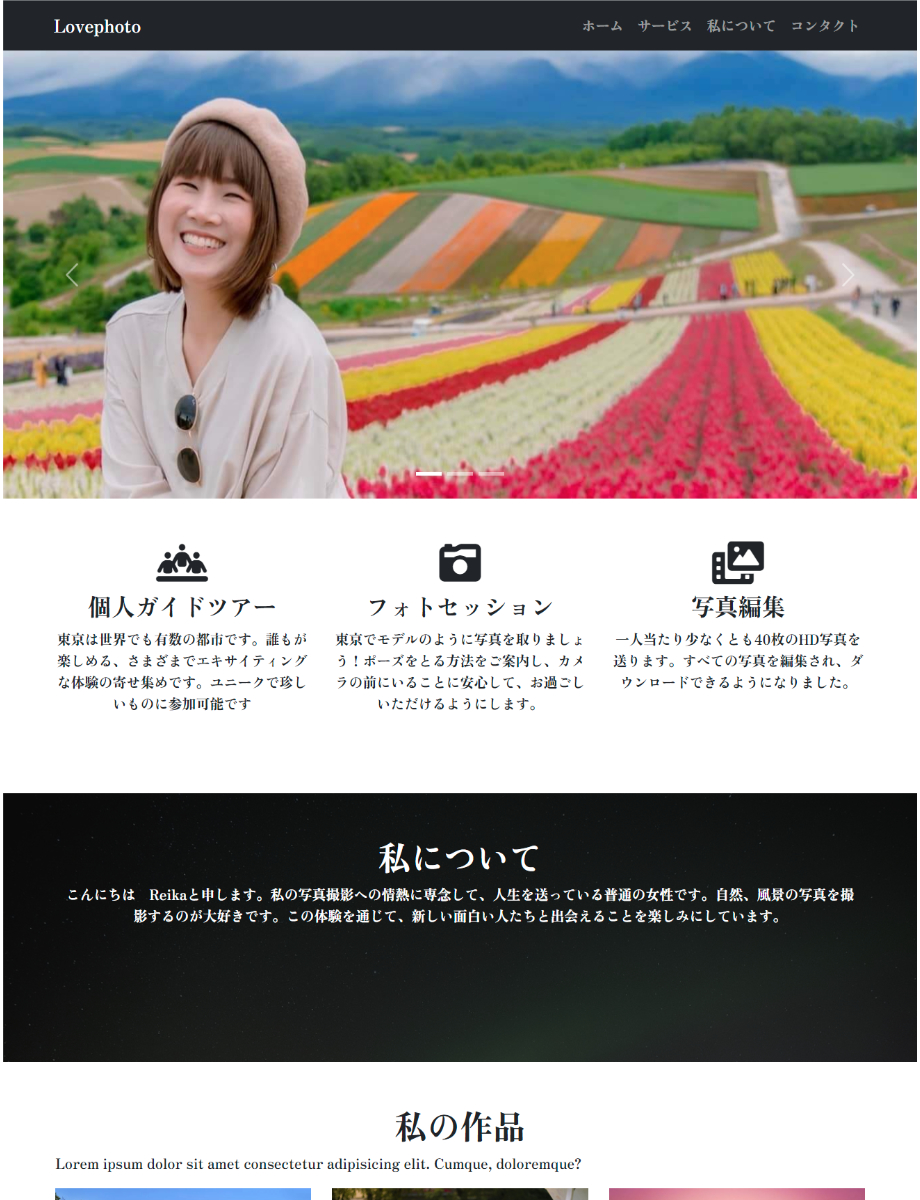 Lovephoto
ホーム サービス 私について コンタクト
個人ガイドツアー
東京は世界でも有数の都市です。誰もが
楽しめる、さまざまでエキサイティング
な体験の寄せ集めです。ユニークで珍し
いものに参加可能です
フォトセッション
東京でモデルのように写真を取りましょ
う！ポーズをとる方法をご案内し、カメ
ラの前にいることに安心して、お過ごし
いただけるようにします。
写真編集
一人当たり少なくとも40枚のHD写真を
送ります。すべての写真を編集され、ダ
ウンロードできるようになりました。
私について
こんにちは　Reikaと申します。私の写真撮影への情熱に専念して、人生を送っている普通の女性です。自然、風景の写真を撮
影するのが大好きです。この体験を通じて、新しい面白い人たちと出会えることを楽しみにしています。
私の作品
Lorem ipsum dolor sit amet consectetur adipisicing elit. Cumque, doloremque?